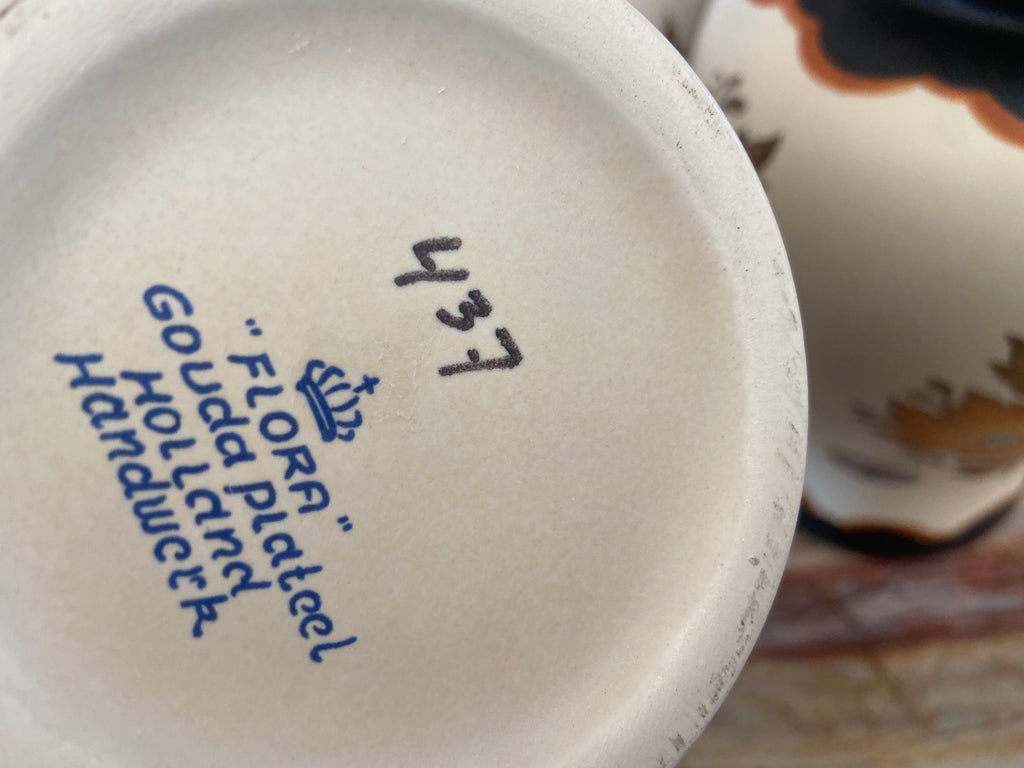 437
"FLORA"
Gouda plateel
HOLLand
Handwerk